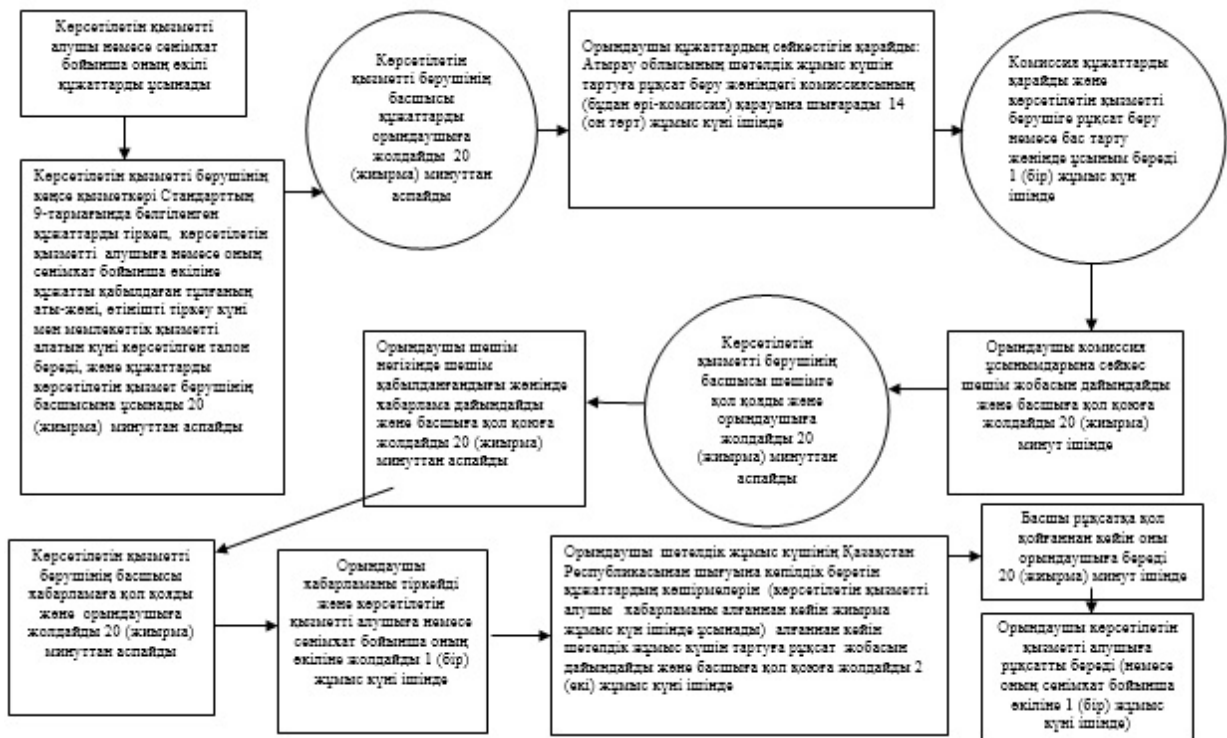 Көрсетілетін қызметті
алушы немесе сенімхат
бойынша оның өкілі
құжаттарды ұсынады
Көрсетілетін қызметті берушінің
кеңсе қызметкері Стандарттың
9-тармағында белгіленген
құжаттарды тіркеп, көрсетілетін
қызметті алушыға немесе оның
сенімхат бойынша өкіліне
құжатты қабылдаған тұлғаның
аты-жөні, өтінішті тіркеу күні
мен мемлекеттік қызметті
алатын күні көрсетілген талон
береді, және құжаттарды
көрсетілетін қызмет берушінің
басшысына ұсынады 20
(жиырма) минуттан аспайды
Көрсетілетін
қызметті берушінің
басшысы
құжаттарды
орындаушыға
жолдайды 20
(жиырма) минуттан
аспайды
Орындаушы құжаттардың сәйкестігін қарайды:
Атырау облысының шетелдік жұмыс күшін
тартуға рұқсат беру жөніндегі комиссиясының
(бұдан әрі-комиссия) қарауына шығарады 14
(он төрт) жұмыс күні ішінде
Комиссия құжаттарды
қарайды және
көрсетілетін қызметті
берушіге рұқсат беру
немесе бас тарту
жөнінде ұсыным береді
1 (бір) жұмыс күн
ішінде
Орындаушы комиссия
ұсынымдарына сәйкес
шешім жобасын дайындайды
және басшыға қол қоюға
жолдайды 20 (жиырма)
минут ішінде
Көрсетілетін
қызметті берушінің
басшысы шешімге
қол қояды және
орындаушыға
жолдайды 20
(жиырма) минуттан
аспайды
Орындаушы шешім
негізінде шешім
қабылданғандығы жөнінде
хабарлама дайындайды
және басшыға қол қоюға
жолдайды 20 (жиырма)
минуттан аспайды
Көрсетілетін қызметті
берушінің басшысы
хабарламаға қол қояды
және орындаушыға
жолдайды 20 (жиырма)
минуттан аспайды
Орындаушы
хабарламаны тіркейді
және көрсетілетін
қызметті алушыға немесе
сенімхат бойынша оның
өкіліне жолдайды 1 (бір)
жұмыс күні ішінде
Орындаушы шетелдік жұмыс күшінің Қазақстан
Республикасынан шығуына кепілдік беретін
құжаттардың көшірмелерін (көрсетілетін қызметті
алушы хабарламаны алғаннан кейін жиырма
жұмыс күн ішінде ұсынады) алғаннан кейін
шетелдік жұмыс күшін тартуға рұқсат жобасын
дайындайды және басшыға қол қоюға жолдайды 2
(екі) жұмыс күні ішінде
Басшы рұқсатқа қол
қойғаннан кейін оны
орындаушыға береді
20 (жиырма) минут ішінде
Орындаушы көрсетілетін
қызметті алушыға
рұқсатты береді (немесе
оның сенімхат бойынша
өкіліне 1 (бір) жұмыс
күні ішінде)